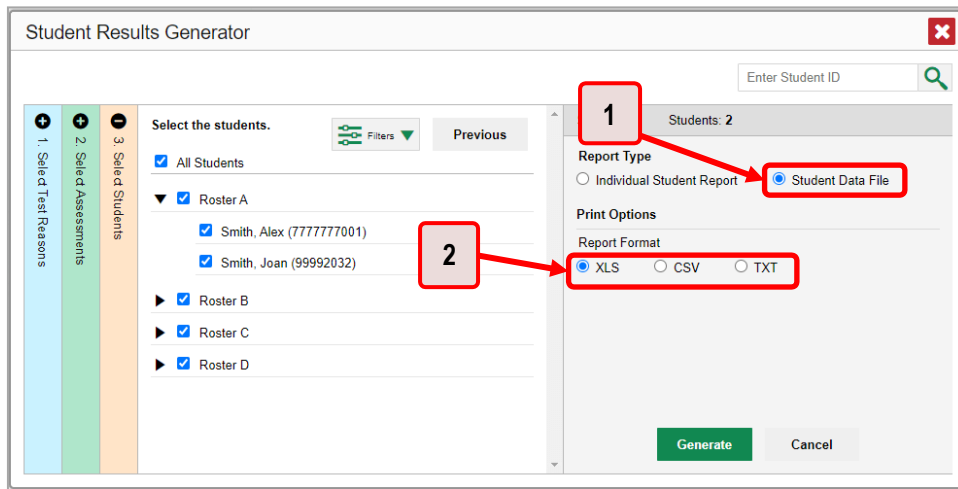 Student Results Generator
Enter Student ID
1. Select Test Reasons
2. Select Assessments
3. Select Students
Select the students.
Filters
Previous
All Students
Roster A
Smith, Alex (7777777001)
Smith, Joan (99992032)
Roster B
Roster C
Roster D
1
Students: 2
Report Type
Individual Student Report
Student Data File
Print Options
2
Report Format
XLS CSV TXT
Generate Cancel